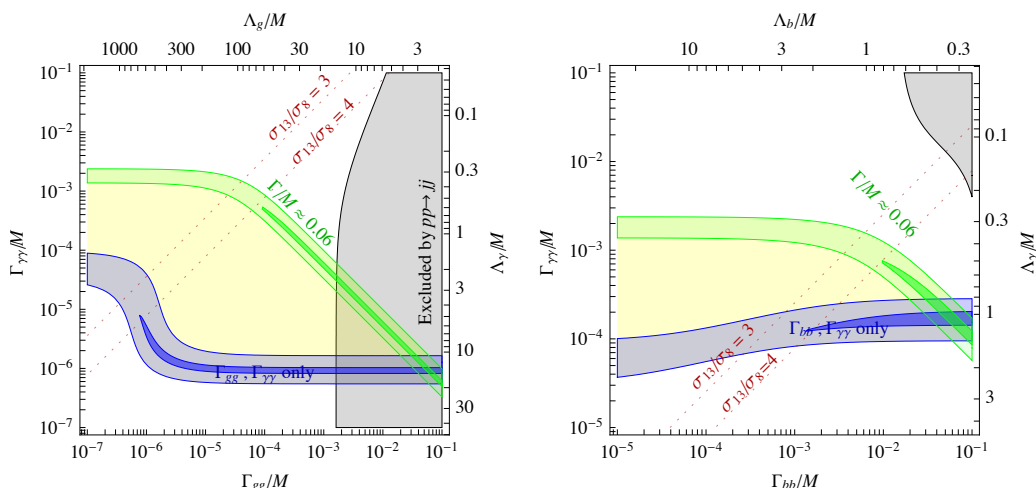 Λg/M
1000 300 100 30 10 3
10⁻¹
10⁻²
10⁻³
10⁻⁴
10⁻⁵
10⁻⁶
10⁻⁷
Γγγ/M
σ13/σ8 = 3
σ13/σ8 = 4
Γ/M ≈ 0.06
Excluded by pp → jj
Γgg , Γγγ only
0.1
0.3
1
3
10
30
Λγ/M
10⁻⁷ 10⁻⁶ 10⁻⁵ 10⁻⁴ 10⁻³ 10⁻² 10⁻¹
Γgg/M
Λb/M
10 3 1 0.3
10⁻¹
10⁻²
10⁻¹
10⁻³
10⁻⁴
10⁻⁵
Γγγ/M
Γ/M ≈ 0.06
Γbb , Γγγ only
σ13/σ8 = 3
σ13/σ8=4
0.1
0.3
1
3
Λγ/M
10⁻⁵ 10⁻⁴ 10⁻³ 10⁻² 10⁻¹
Γbb/M